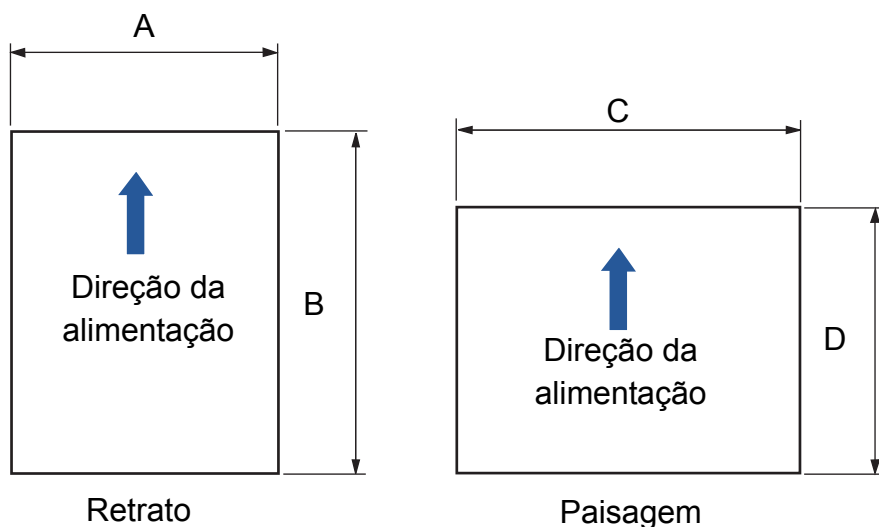 A
B
Direção da
alimentação
Retrato
C
D
Direção da
alimentação
Paisagem